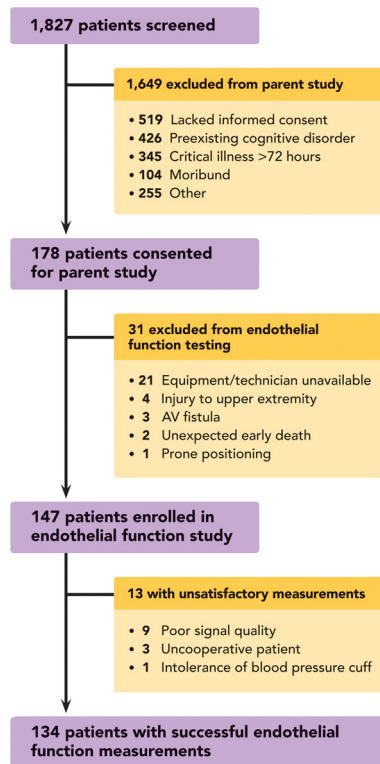 1,827 patients screened
1,649 excluded from parent study
• 519 Lacked informed consent
• 426 Preexisting cognitive disorder
• 345 Critical illness >72 hours
• 104 Moribund
• 255 Other
178 patients consented
for parent study
31 excluded from endothelial
function testing
• 21 Equipment/technician unavailable
• 4 Injury to upper extremity
• 3 AV fistula
• 2 Unexpected early death
• 1 Prone positioning
147 patients enrolled in
endothelial function study
13 with unsatisfactory measurements
• 9 Poor signal quality
• 3 Uncooperative patient
• 1 Intolerance of blood pressure cuff
134 patients with successful endothelial
function measurements